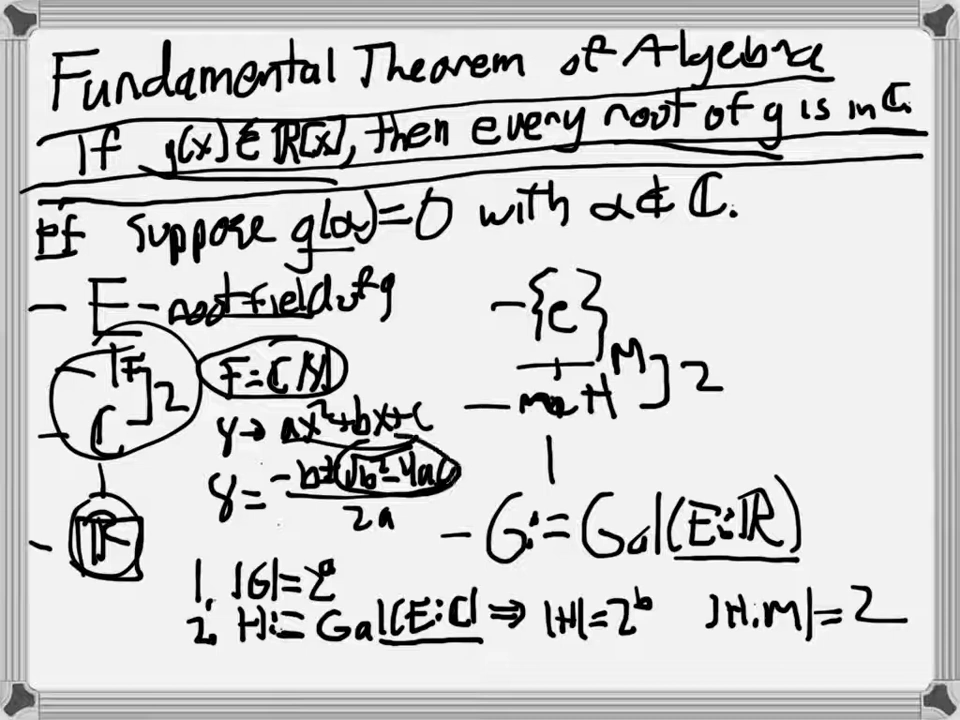 Fundamental Theorem of Algebra
If g(x) ∈ ℝ[x], then every root of g is in ℂ.
Pf Suppose g(α)=0 with α ∉ ℂ.
- E - root field of g
F ] 2
ℂ
ℝ
γ → ax²+bx+c
γ = -b±√b²-4ac
2a
- {e}
M ] 2
H
- G := Gal(E:ℝ)
1. |G|=2ᵃ
2. H := Gal(E:ℂ) ⇒ |H|=2ᵇ |H:M|=2